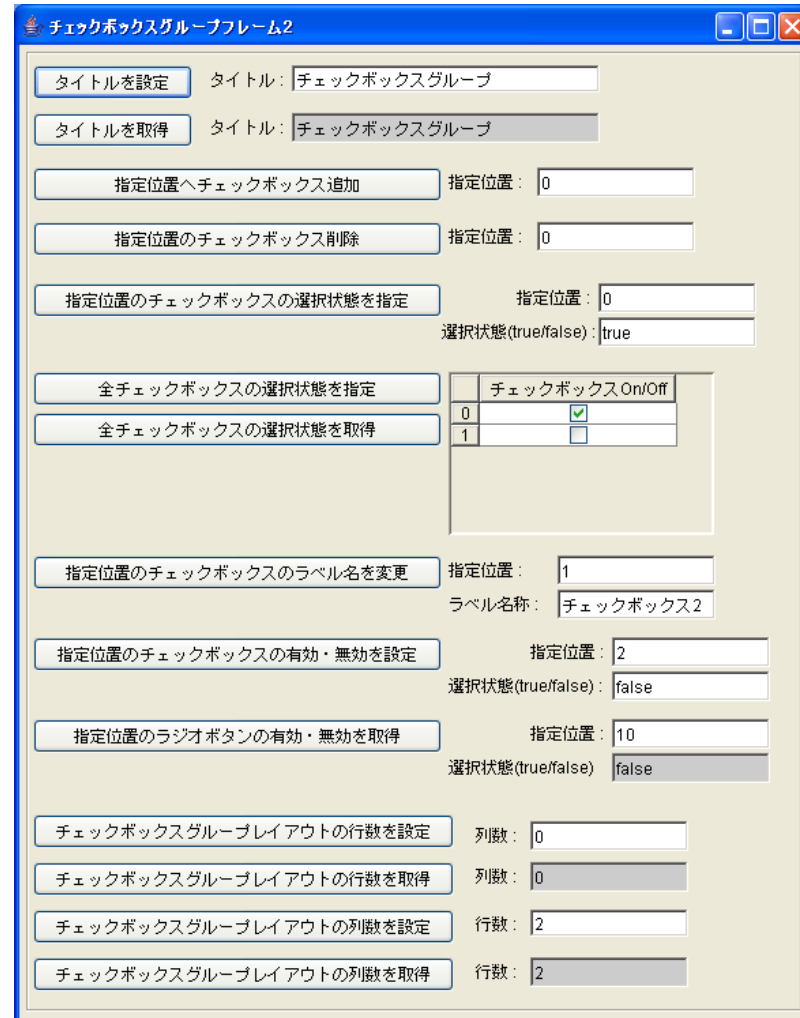 チェックボックスグループフレーム2
タイトルを設定 タイトル: チェックボックスグループ
タイトルを取得 タイトル: チェックボックスグループ
指定位置へチェックボックス追加 指定位置: 0
指定位置のチェックボックス削除 指定位置: 0
指定位置のチェックボックスの選択状態を指定 指定位置: 0
選択状態(true/false): true
全チェックボックスの選択状態を指定 チェックボックスOn/Off
0
全チェックボックスの選択状態を取得 1
指定位置のチェックボックスのラベル名を変更 指定位置: 1
ラベル名称: チェックボックス2
指定位置のチェックボックスの有効・無効を設定 指定位置: 2
選択状態(true/false): false
指定位置のラジオボタンの有効・無効を取得 指定位置: 10
選択状態(true/false) false
チェックボックスグループレイアウトの行数を設定 列数: 0
チェックボックスグループレイアウトの行数を取得 列数: 0
チェックボックスグループレイアウトの列数を設定 行数: 2
チェックボックスグループレイアウトの列数を取得 行数: 2